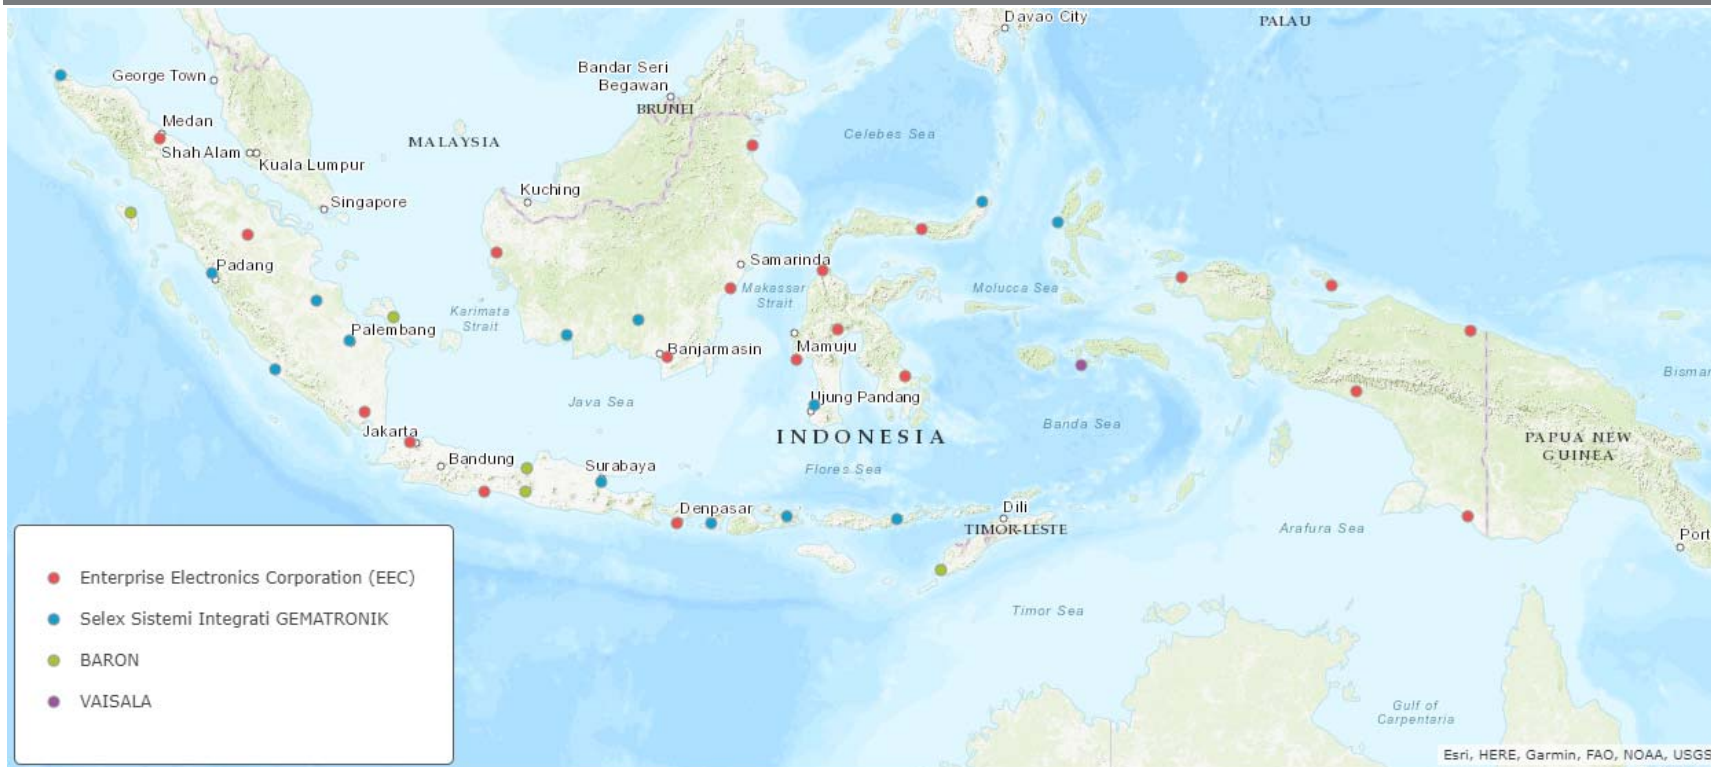 Davao City
PALAU
George Town
Bandar Seri
Begawan
BRUNEI
Medan
MALAYSIA
Celebes Sea
Shah Alam
Kuala Lumpur
Kuching
Singapore
Padang
Samarinda
Makassar
Strait
Molucca Sea
Karimata
Strait
Palembang
Banjarmasin
Mamuju
Bismar
Java Sea
Ujung Pandang
Jakarta
INDONESIA
Banda Sea
PAPUA NEW
GUINEA
Bandung
Surabaya
Flores Sea
Denpasar
Dili
TIMOR-LESTE
Arafura Sea
Port
Timor Sea
Gulf of
Carpentaria
Enterprise Electronics Corporation (EEC)
Selex Sistemi Integrati GEMATRONIK
BARON
VAISALA
Esri, HERE, Garmin, FAO, NOAA, USGS